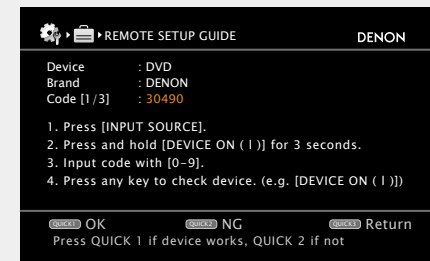 REMOTE SETUP GUIDE DENON
Device : DVD
Brand : DENON
Code [1/3] : 30490
1. Press [INPUT SOURCE].
2. Press and hold [DEVICE ON ( I )] for 3 seconds.
3. Input code with [0–9].
4. Press any key to check device. (e.g. [DEVICE ON ( I )])
QUICK1 OK QUICK2 NG QUICK3 Return
Press QUICK 1 if device works, QUICK 2 if not